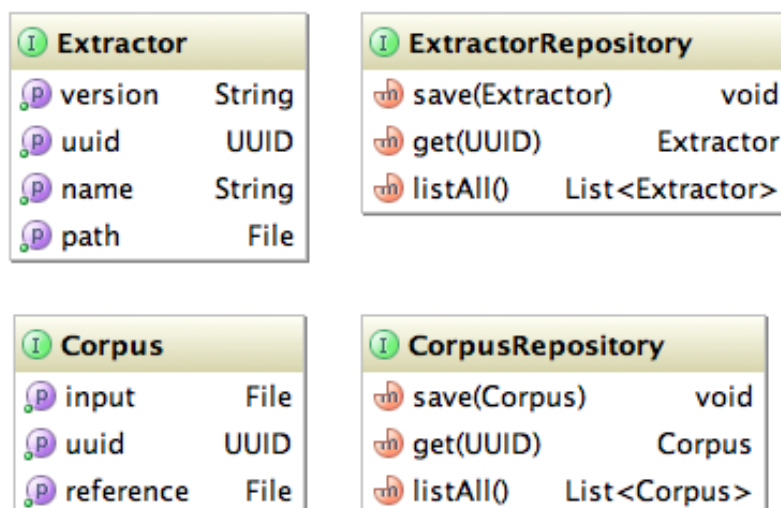 Extractor
version String
uuid UUID
name String
path File
ExtractorRepository
save(Extractor) void
get(UUID) Extractor
listAll() List<Extractor>
Corpus
input File
uuid UUID
reference File
CorpusRepository
save(Corpus) void
get(UUID) Corpus
listAll() List<Corpus>